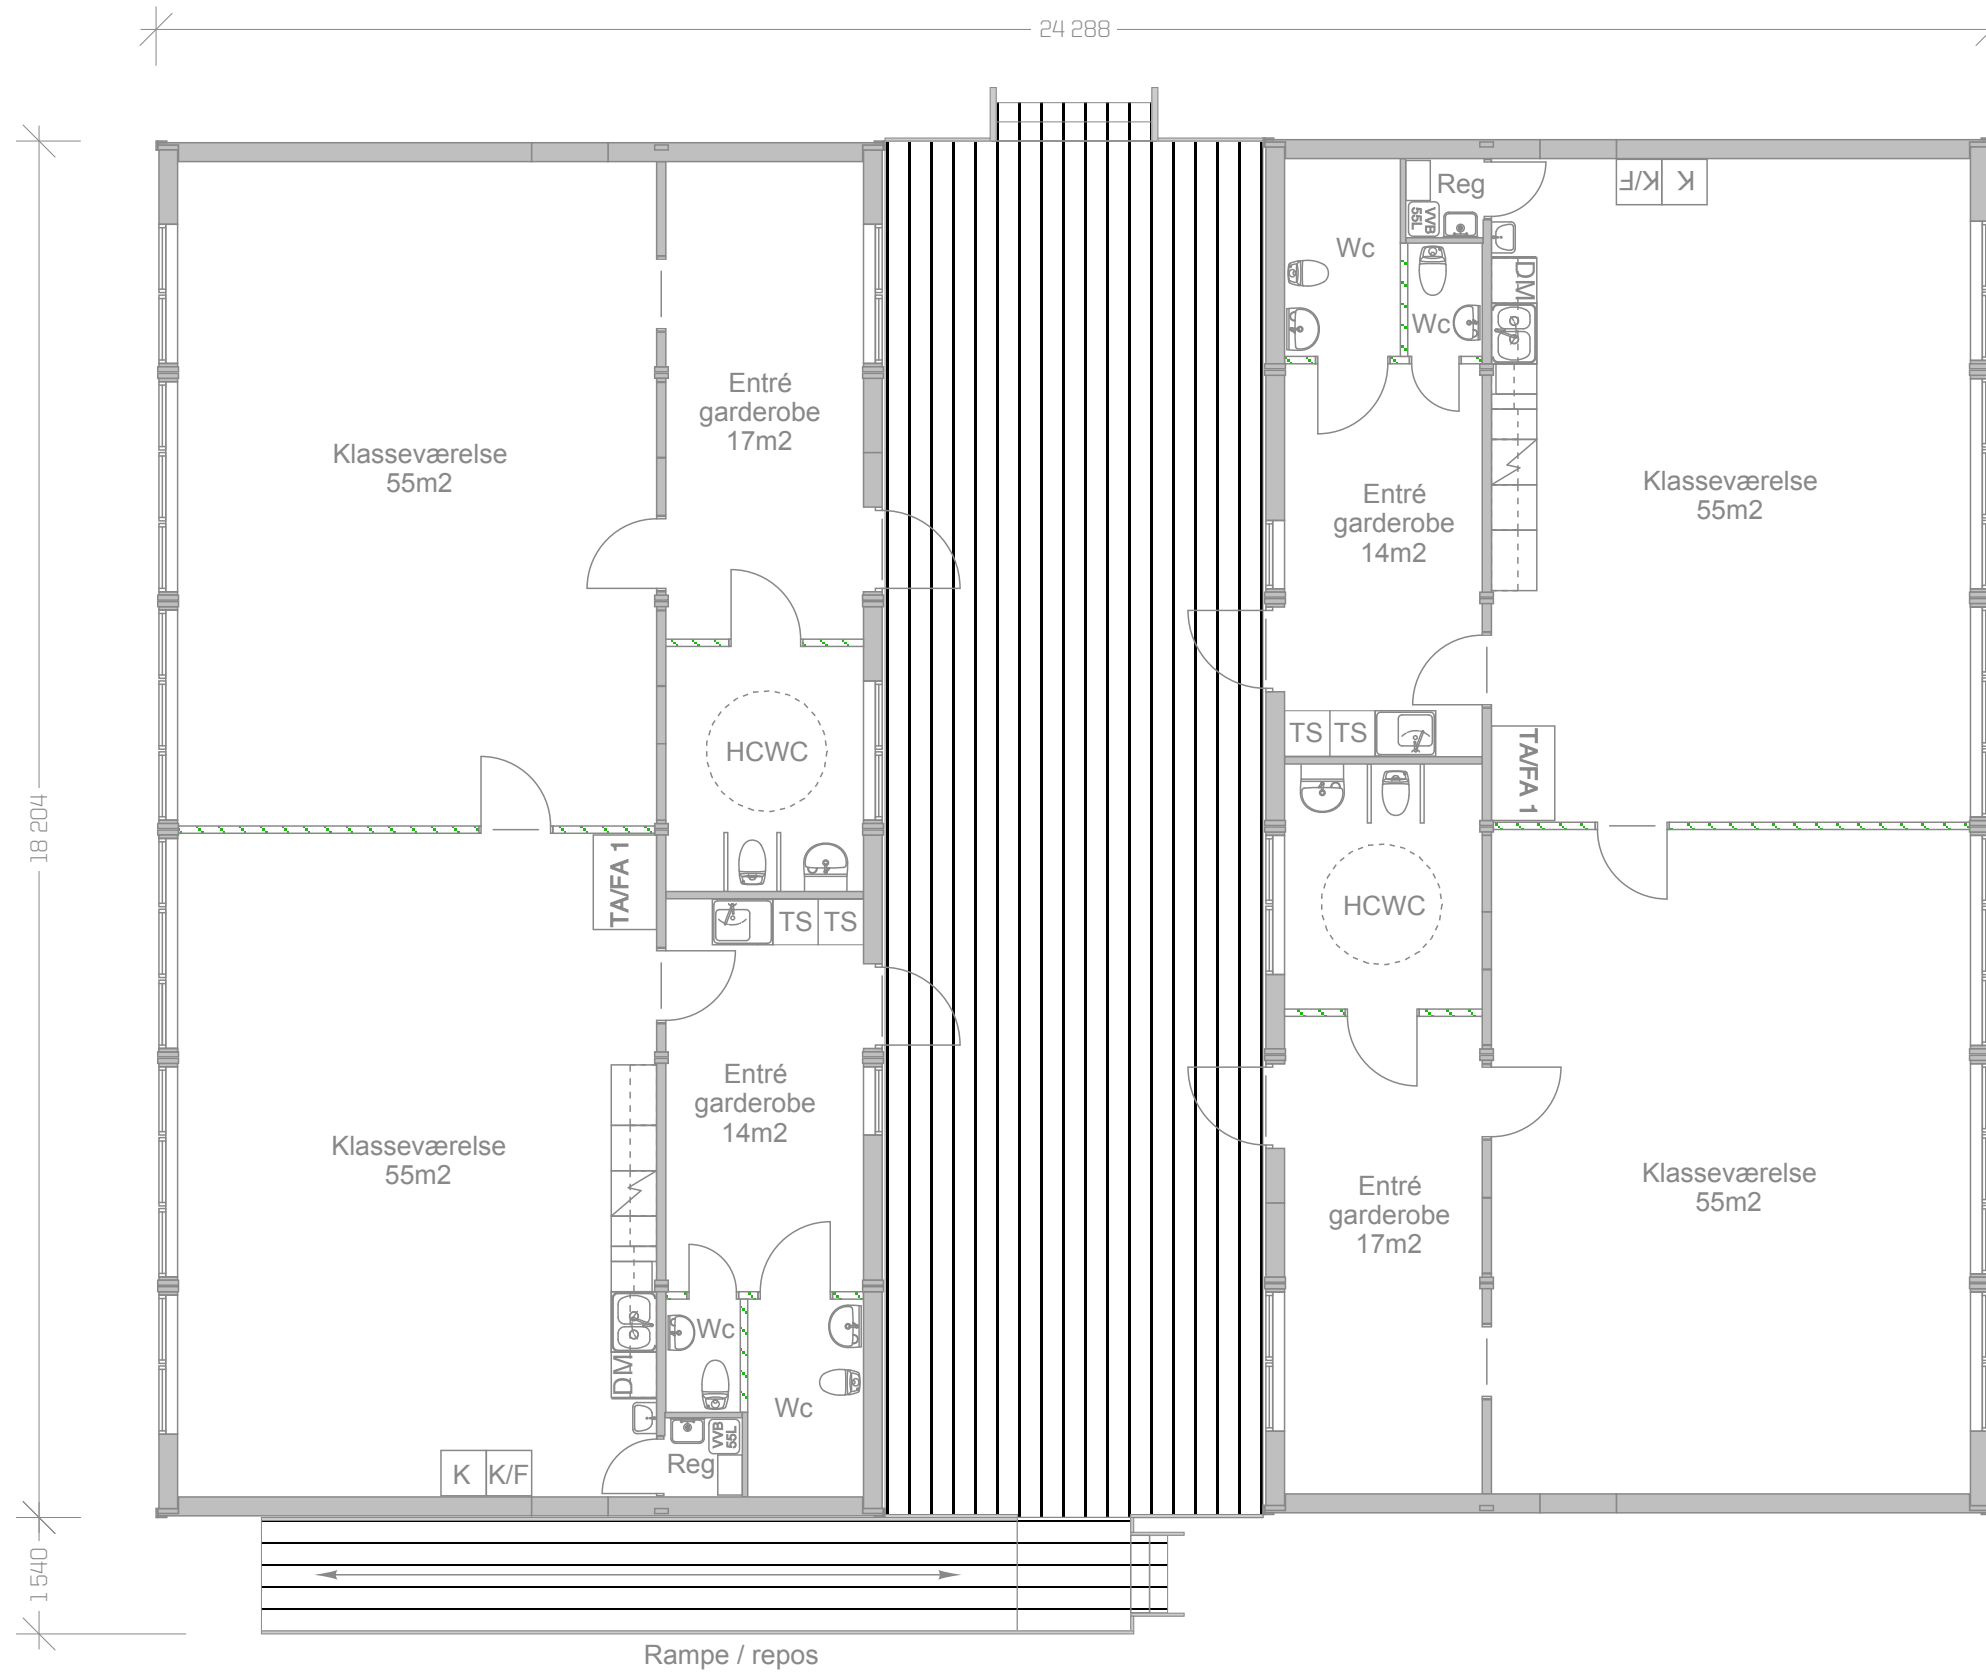 24 288
18 204
1 540
Klasseværelse
55m2
Entré
garderobe
17m2
HCWC
TA/FA 1
TS TS
Klasseværelse
55m2
Entré
garderobe
14m2
DM
Wc
Wc
K K/F
Reg
VVB
55L
Rampe / repos
Reg
VVB
55L
Wc
Wc
K/F K
DM
Entré
garderobe
14m2
Klasseværelse
55m2
TS TS
TA/FA 1
HCWC
Entré
garderobe
17m2
Klasseværelse
55m2